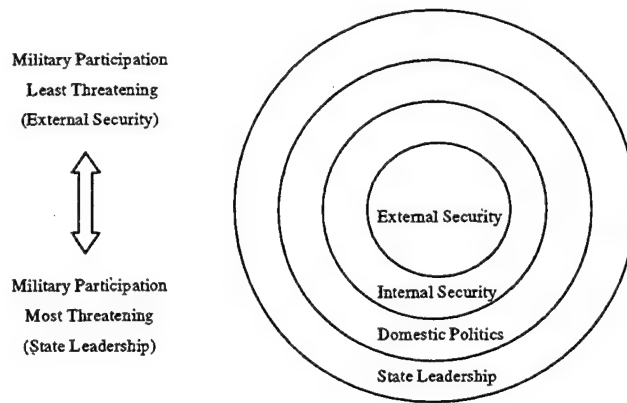 Military Participation
Least Threatening
(External Security)
Military Participation
Most Threatening
(State Leadership)
External Security
Internal Security
Domestic Politics
State Leadership